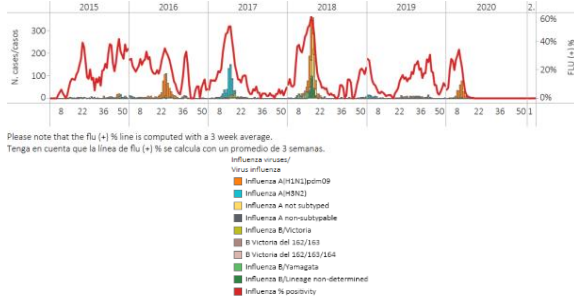 2015 2016 2017 2018 2019 2020 2.
300 60%
200 40%
100 20%
0 0%
N. cases/casos
FLU (+)%
8 22 36 50 8 22 36 50 8 22 36 50 8 22 36 50 8 22 36 50 8 22 36 50 1
Please note that the flu (+) % line is computed with a 3 week average.
Tenga en cuenta que la línea de flu (+) % se calcula con un promedio de 3 semanas.
Influenza viruses/
Virus influenza
Influenza A(H1N1)pdm09
Influenza A(H3N2)
Influenza A not subtyped
Influenza A non-subtypable
Influenza B/Victoria
B Victoria del 162/163
B Victoria del 162/163/164
Influenza B/Yamagata
Influenza B/Lineage non-determined
Influenza % positivity